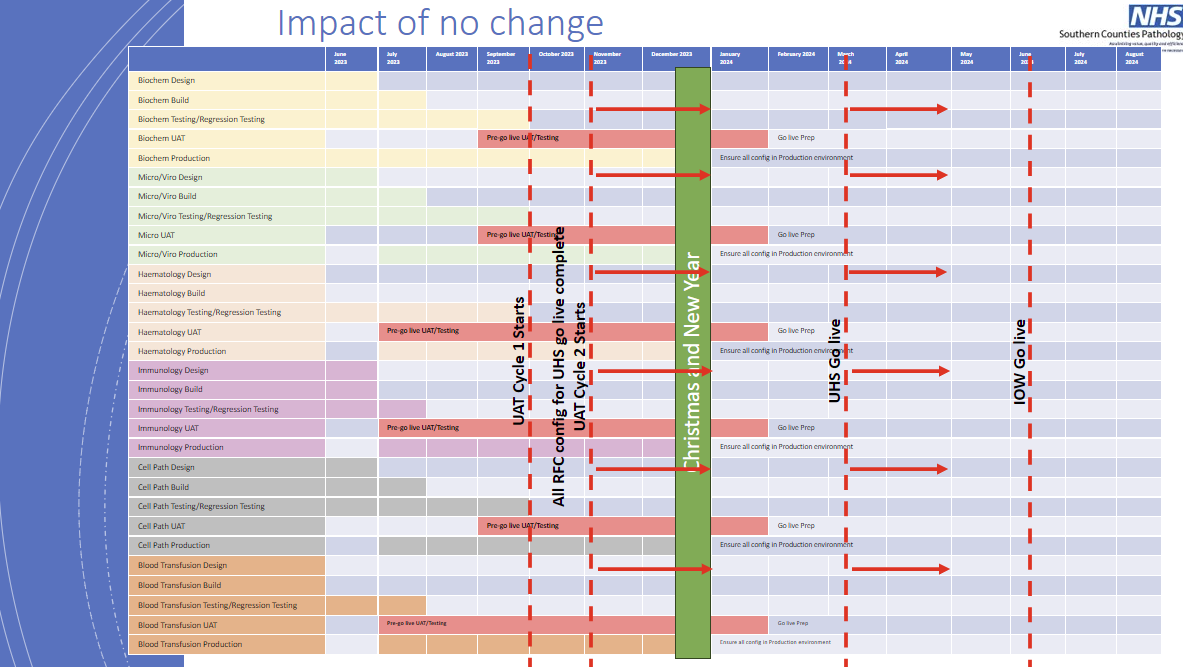 Impact of no change
NHS
Southern Counties Pathology
June 2023
July 2023
August 2023
September 2023
October 2023
November 2023
December 2023
January 2024
February 2024
March 2024
April 2024
May 2024
June 2024
July 2024
August 2024
Biochem Design
Biochem Build
Biochem Testing/Regression Testing
Biochem UAT
Pre-go live UAT/Testing
Go live Prep
Biochem Production
Ensure all config in Production environment
Micro/Viro Design
Micro/Viro Build
Micro/Viro Testing/Regression Testing
Micro UAT
Pre-go live UAT/Testing
Go live Prep
Micro/Viro Production
Ensure all config in Production environment
Haematology Design
Haematology Build
Haematology Testing/Regression Testing
Haematology UAT
Pre-go live UAT/Testing
Go live Prep
Haematology Production
Ensure all config in Production environment
Immunology Design
Immunology Build
Immunology Testing/Regression Testing
Immunology UAT
Pre-go live UAT/Testing
Go live Prep
Immunology Production
Ensure all config in Production environment
Cell Path Design
Cell Path Build
Cell Path Testing/Regression Testing
Cell Path UAT
Pre-go live UAT/Testing
Go live Prep
Cell Path Production
Ensure all config in Production environment
Blood Transfusion Design
Blood Transfusion Build
Blood Transfusion Testing/Regression Testing
Blood Transfusion UAT
Pre-go live UAT/Testing
Go live Prep
Blood Transfusion Production
Ensure all config in Production environment
UAT Cycle 1 Starts
All RFC config for UHS go live complete
UAT Cycle 2 Starts
Christmas and New Year
UHS Go live
IOW Go live